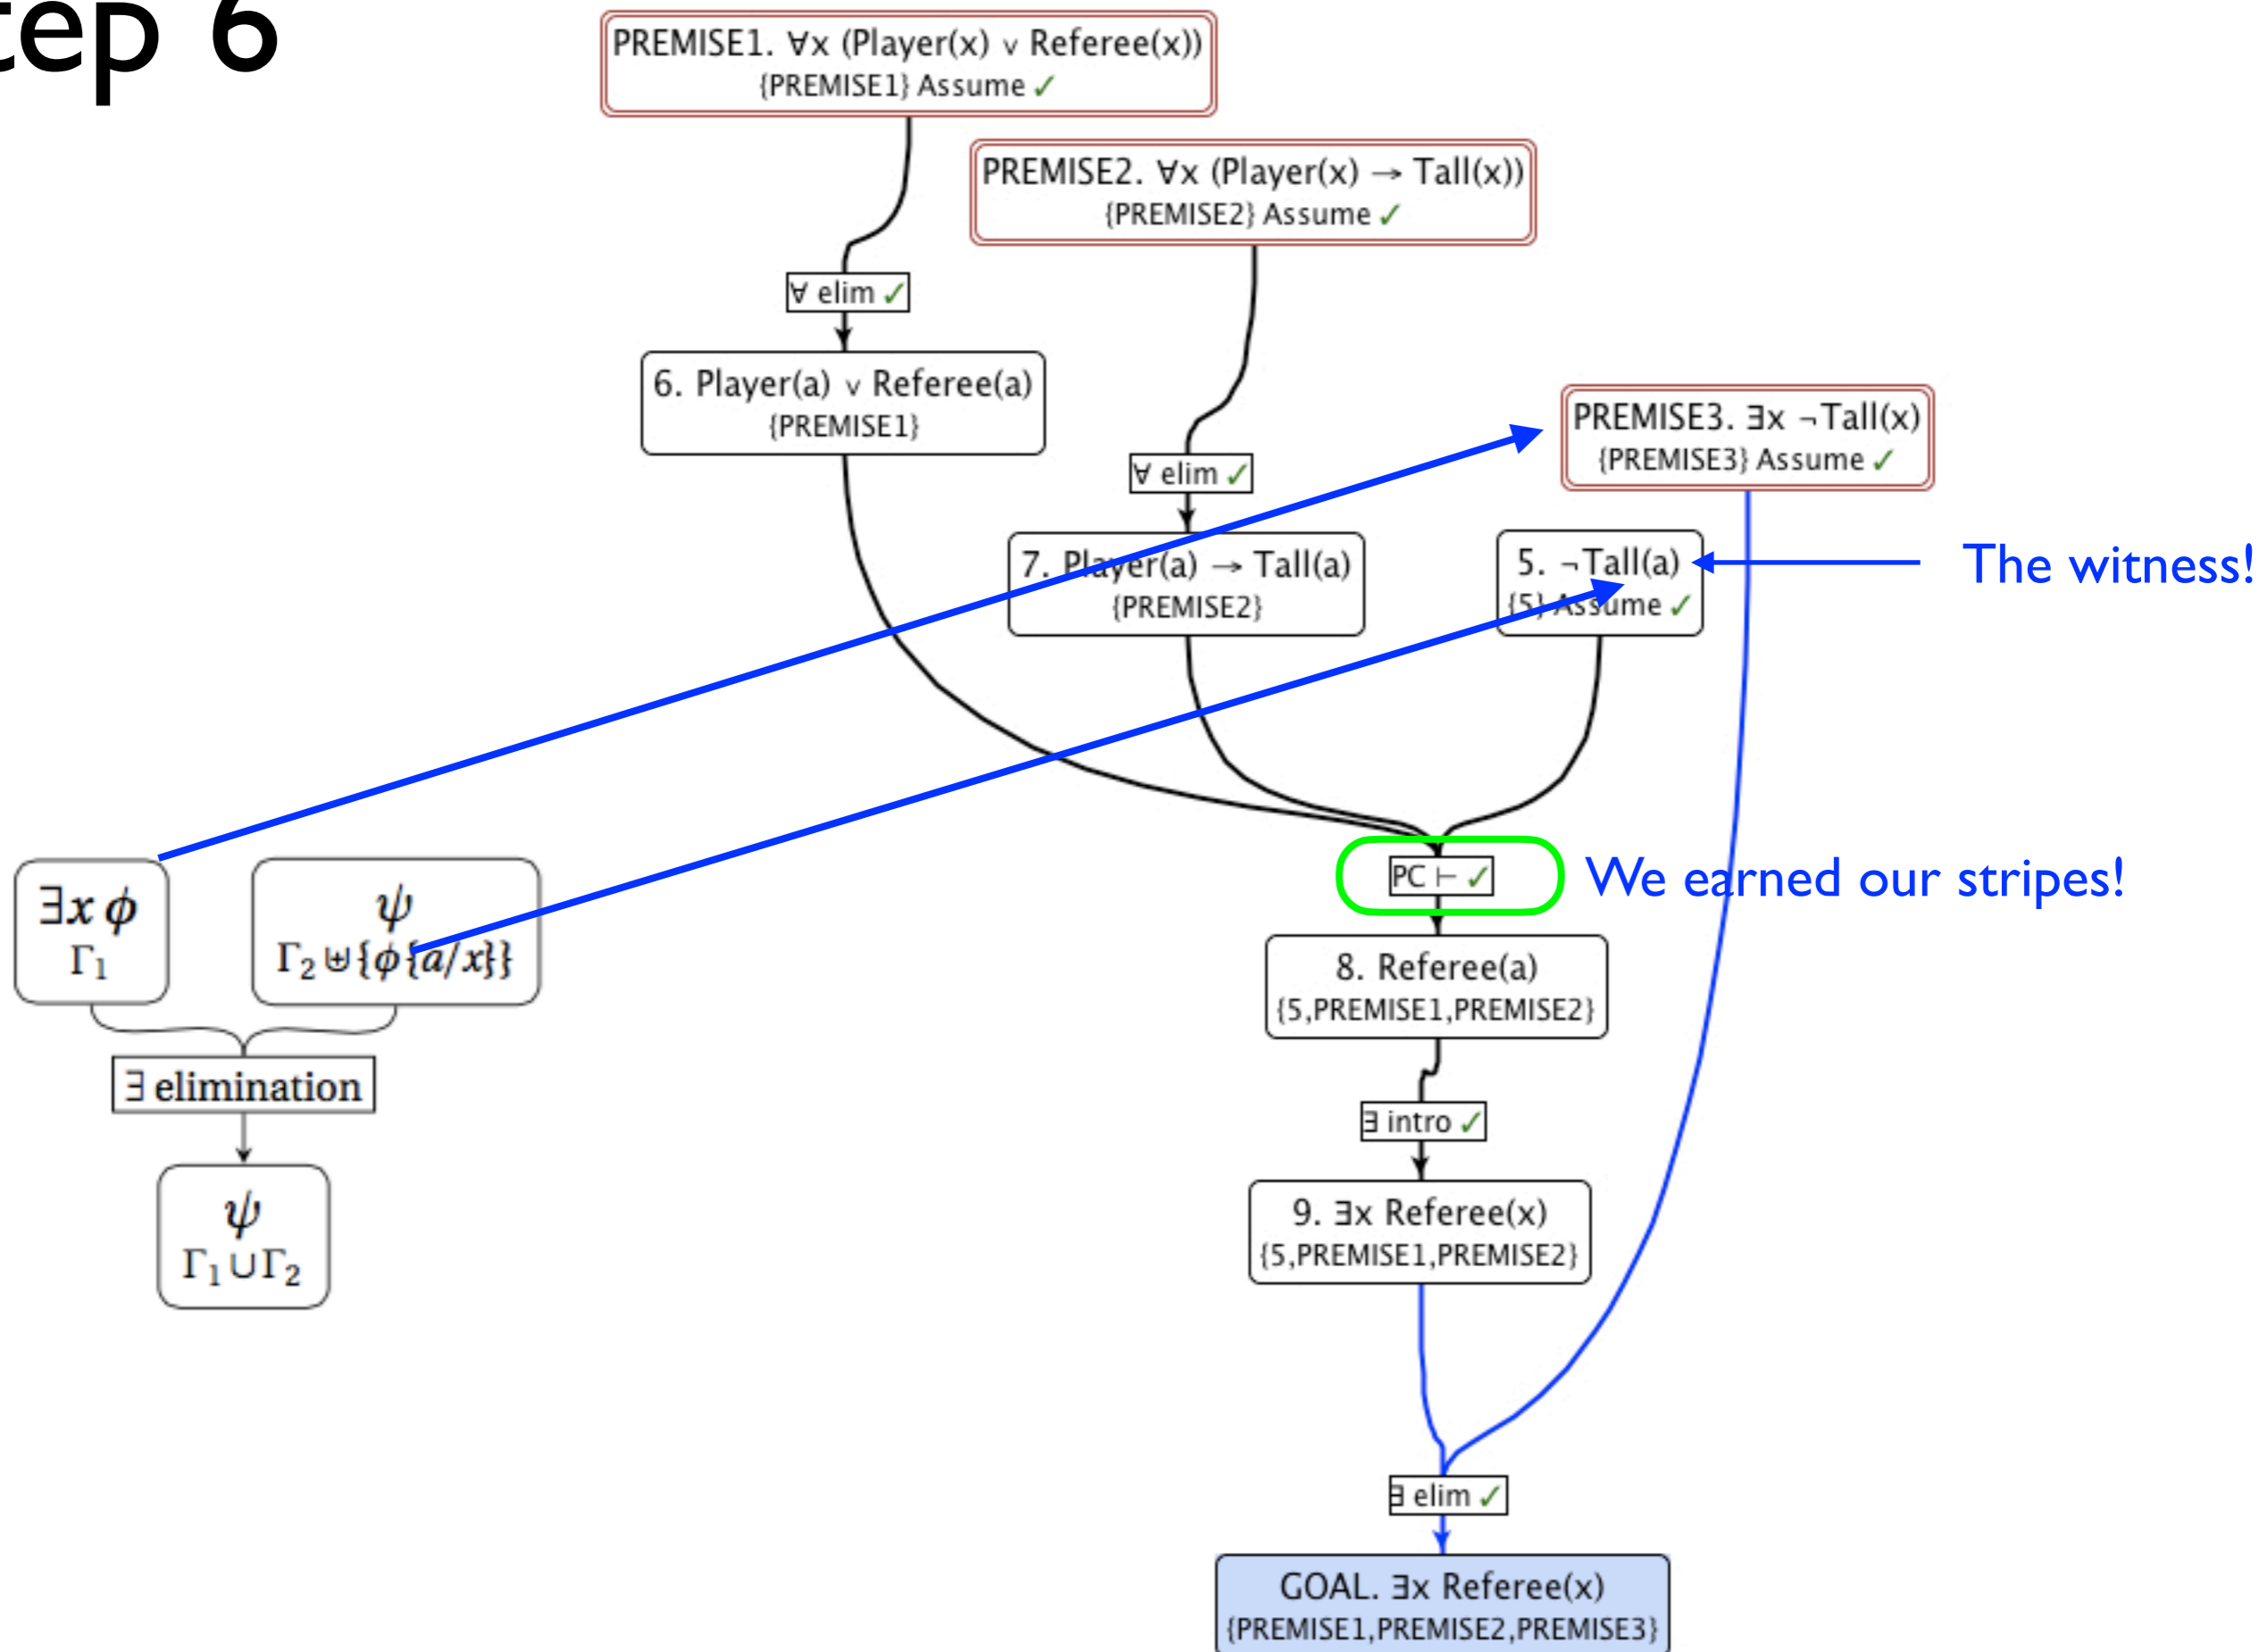 tep 6
PREMISE1. ∀x (Player(x) ∨ Referee(x))
{PREMISE1} Assume ✓
PREMISE2. ∀x (Player(x) → Tall(x))
{PREMISE2} Assume ✓
∀ elim ✓
6. Player(a) ∨ Referee(a)
{PREMISE1}
PREMISE3. ∃x ¬Tall(x)
{PREMISE3} Assume ✓
∀ elim ✓
7. Player(a) → Tall(a)
{PREMISE2}
5. ¬Tall(a)
{5} Assume ✓
The witness!
PC ⊢ ✓
We earned our stripes!
∃x ϕ
Γ₁
ψ
Γ₂ ⊎ {ϕ{a/x}}
∃ elimination
ψ
Γ₁ ∪ Γ₂
8. Referee(a)
{5,PREMISE1,PREMISE2}
∃ intro ✓
9. ∃x Referee(x)
{5,PREMISE1,PREMISE2}
∃ elim ✓
GOAL. ∃x Referee(x)
{PREMISE1,PREMISE2,PREMISE3}